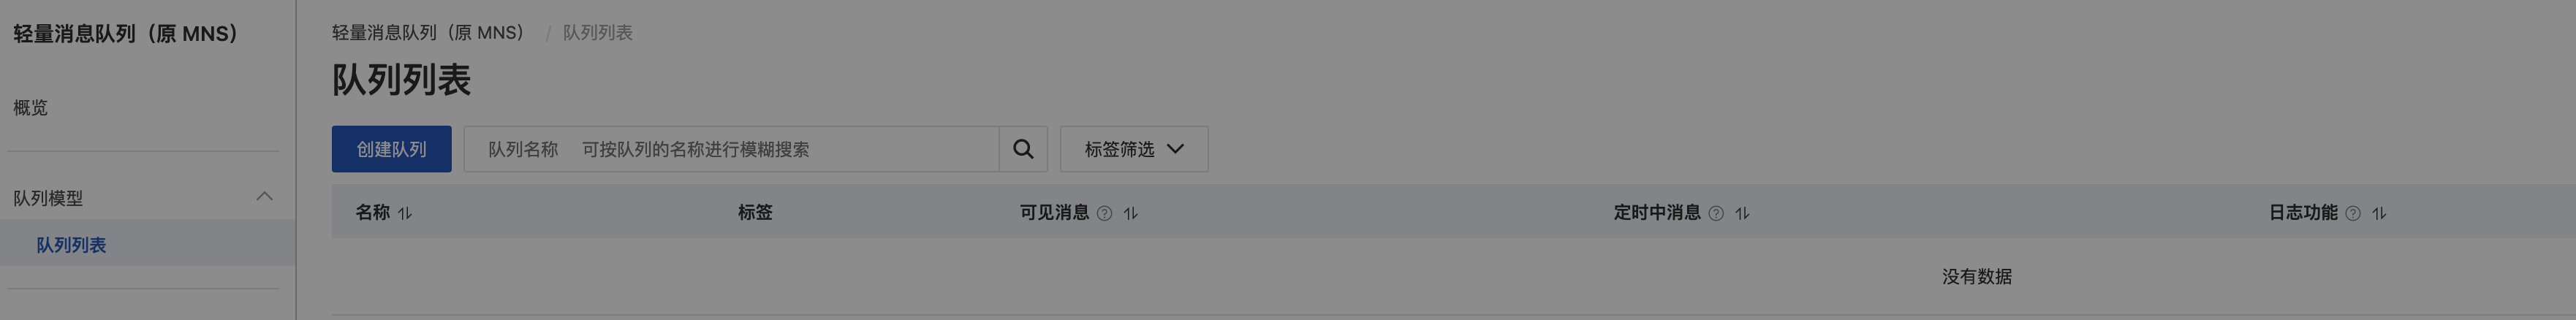 轻量消息队列（原 MNS）
概览
队列模型
队列列表
轻量消息队列（原 MNS） / 队列列表
队列列表
创建队列 队列名称 可按队列的名称进行模糊搜索 标签筛选
名称 标签 可见消息 定时中消息 日志功能
没有数据